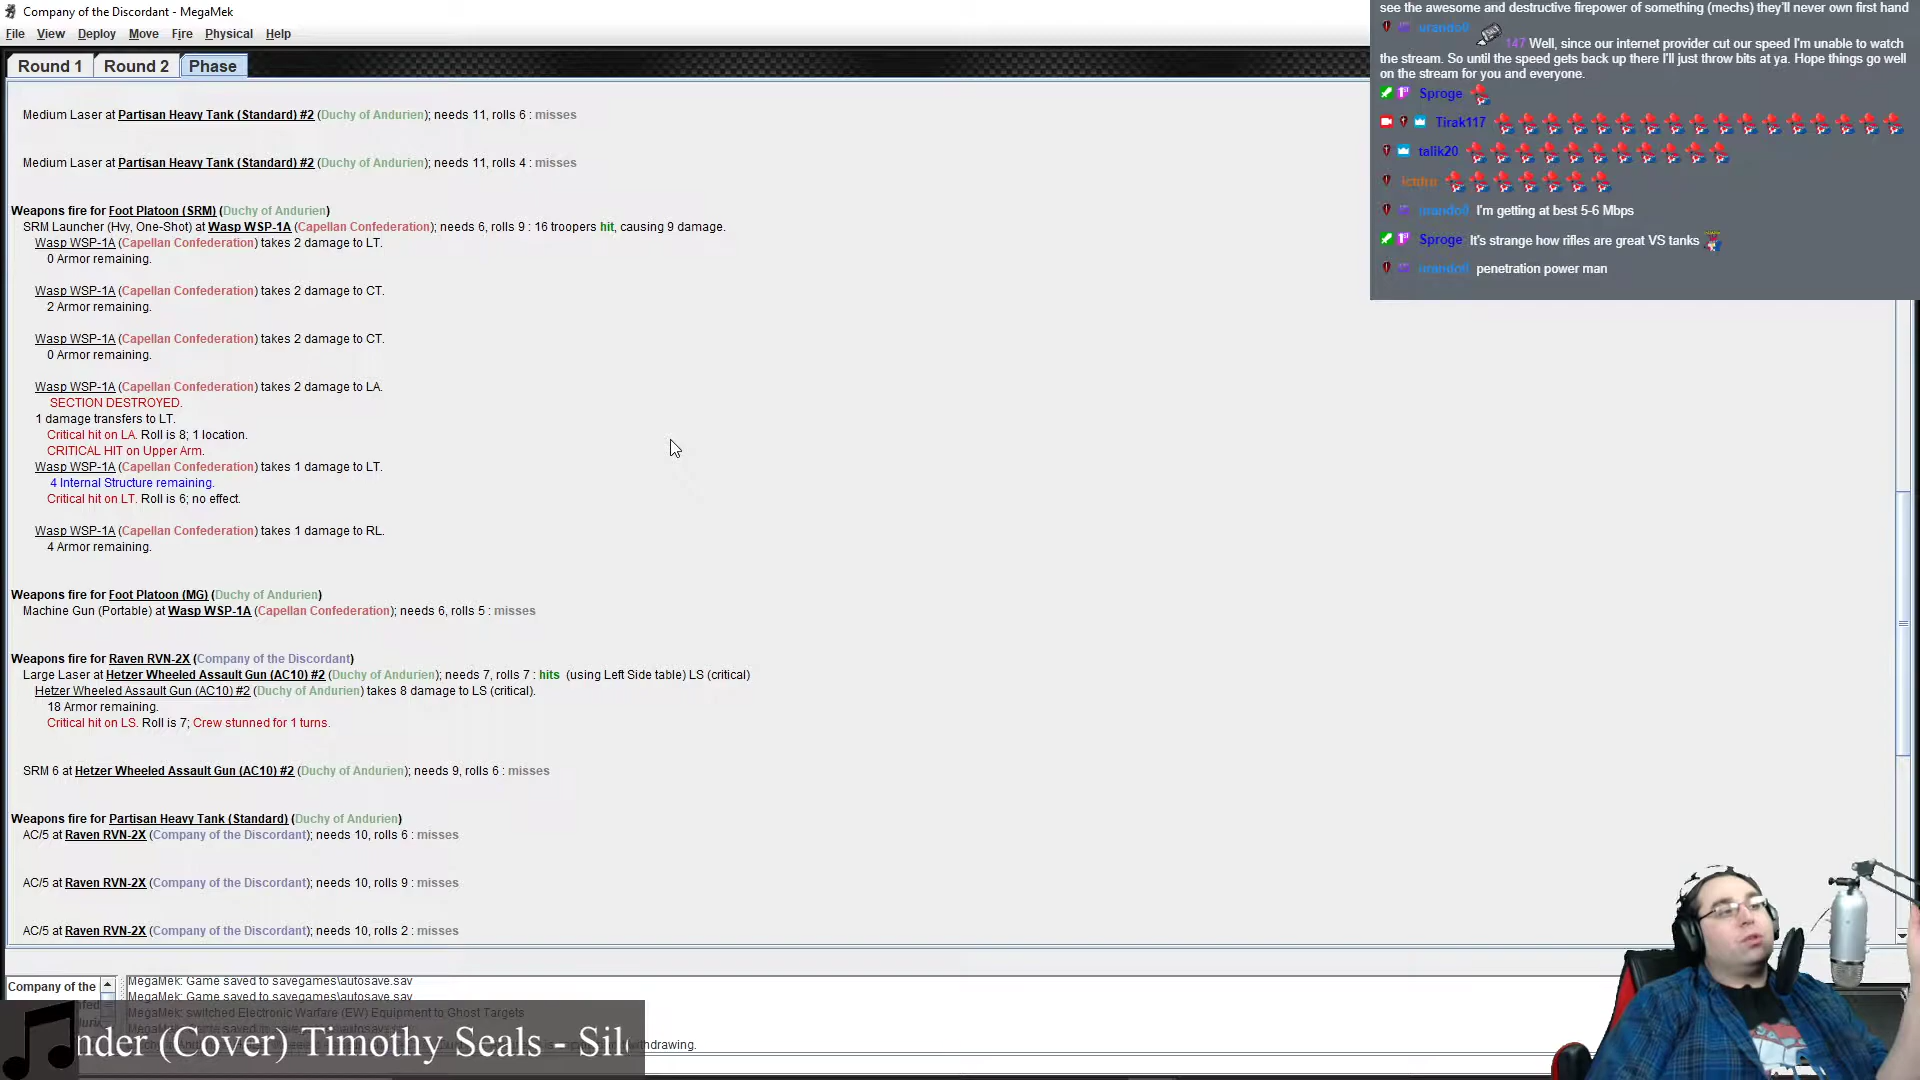 Company of the Discordant - MegaMek
File View Deploy Move Fire Physical Help
Round 1 Round 2 Phase
Medium Laser at Partisan Heavy Tank (Standard) #2 (Duchy of Andurien); needs 11, rolls 6 : misses
Medium Laser at Partisan Heavy Tank (Standard) #2 (Duchy of Andurien); needs 11, rolls 4 : misses
Weapons fire for Foot Platoon (SRM) (Duchy of Andurien)
SRM Launcher (Hvy, One-Shot) at Wasp WSP-1A (Capellan Confederation); needs 6, rolls 9 : 16 troopers hit, causing 9 damage.
Wasp WSP-1A (Capellan Confederation) takes 2 damage to LT.
0 Armor remaining.
Wasp WSP-1A (Capellan Confederation) takes 2 damage to CT.
2 Armor remaining.
Wasp WSP-1A (Capellan Confederation) takes 2 damage to CT.
0 Armor remaining.
Wasp WSP-1A (Capellan Confederation) takes 2 damage to LA.
SECTION DESTROYED.
1 damage transfers to LT.
Critical hit on LA. Roll is 8; 1 location.
CRITICAL HIT on Upper Arm.
Wasp WSP-1A (Capellan Confederation) takes 1 damage to LT.
4 Internal Structure remaining.
Critical hit on LT. Roll is 6; no effect.
Wasp WSP-1A (Capellan Confederation) takes 1 damage to RL.
4 Armor remaining.
Weapons fire for Foot Platoon (MG) (Duchy of Andurien)
Machine Gun (Portable) at Wasp WSP-1A (Capellan Confederation); needs 6, rolls 5 : misses
Weapons fire for Raven RVN-2X (Company of the Discordant)
Large Laser at Hetzer Wheeled Assault Gun (AC10) #2 (Duchy of Andurien); needs 7, rolls 7 : hits (using Left Side table) LS (critical)
Hetzer Wheeled Assault Gun (AC10) #2 (Duchy of Andurien) takes 8 damage to LS (critical).
18 Armor remaining.
Critical hit on LS. Roll is 7; Crew stunned for 1 turns.
SRM 6 at Hetzer Wheeled Assault Gun (AC10) #2 (Duchy of Andurien); needs 9, rolls 6 : misses
Weapons fire for Partisan Heavy Tank (Standard) (Duchy of Andurien)
AC/5 at Raven RVN-2X (Company of the Discordant); needs 10, rolls 6 : misses
AC/5 at Raven RVN-2X (Company of the Discordant); needs 10, rolls 9 : misses
AC/5 at Raven RVN-2X (Company of the Discordant); needs 10, rolls 2 : misses
Company of the
MegaMek: Game saved to savegames\autosave.sav
MegaMek: Game saved to savegames\autosave.sav
MegaMek: switched Electronic Warfare (EW) Equipment to Ghost Targets
withdrawing.
nder (Cover) Timothy Seals - Sil
see the awesome and destructive firepower of something (mechs) they'll never own first hand
urando0 147 Well, since our internet provider cut our speed I'm unable to watch
the stream. So until the speed gets back up there I'll just throw bits at ya. Hope things go well
on the stream for you and everyone.
Sproge
Tirak117
talik20
ictdrn
urando0 I'm getting at best 5-6 Mbps
Sproge It's strange how rifles are great VS tanks
urando0 penetration power man